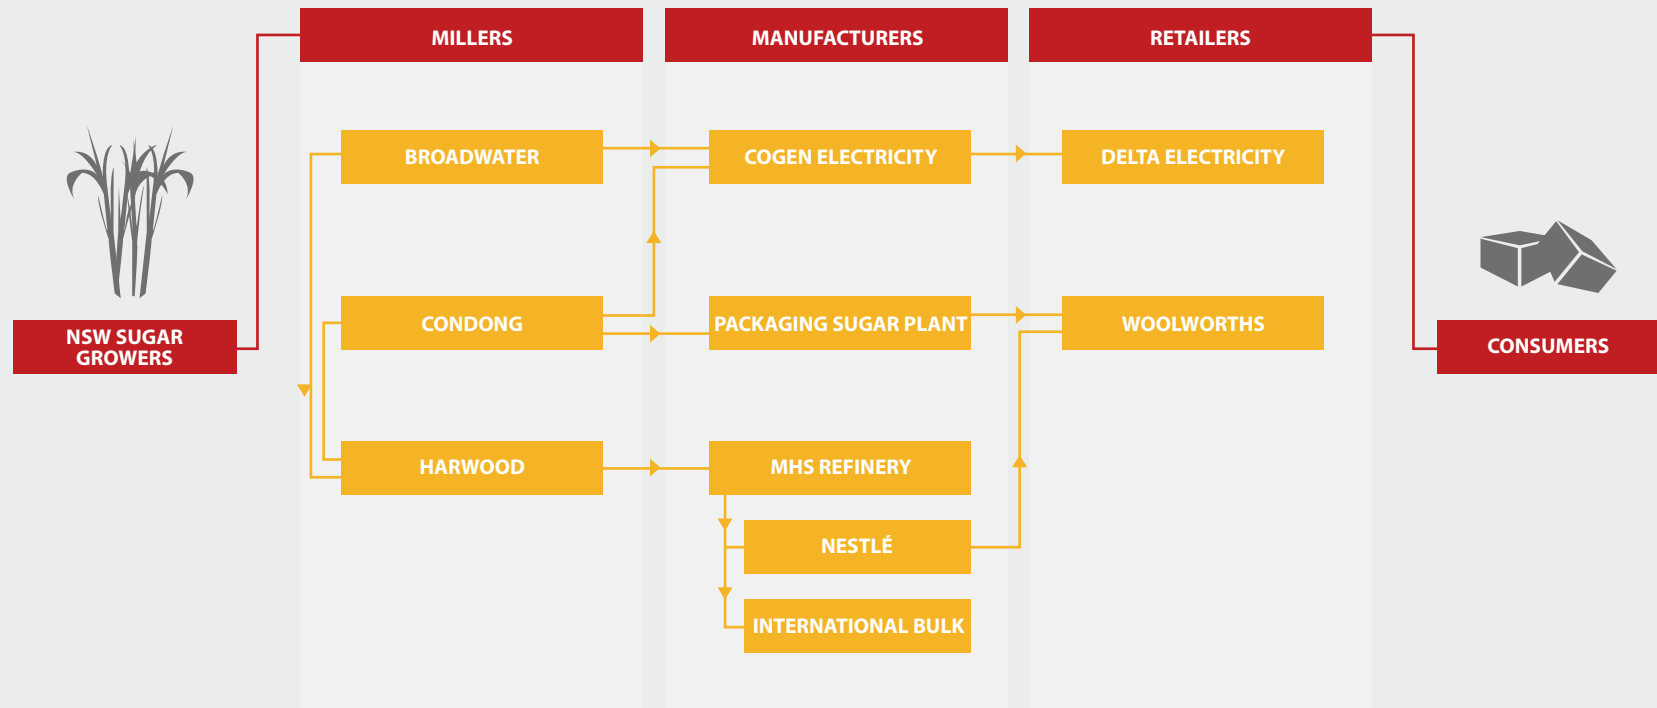 MILLERS
MANUFACTURERS
RETAILERS
BROADWATER
COGEN ELECTRICITY
DELTA ELECTRICITY
NSW SUGAR
GROWERS
CONDONG
PACKAGING SUGAR PLANT
WOOLWORTHS
CONSUMERS
HARWOOD
MHS REFINERY
NESTLÉ
INTERNATIONAL BULK